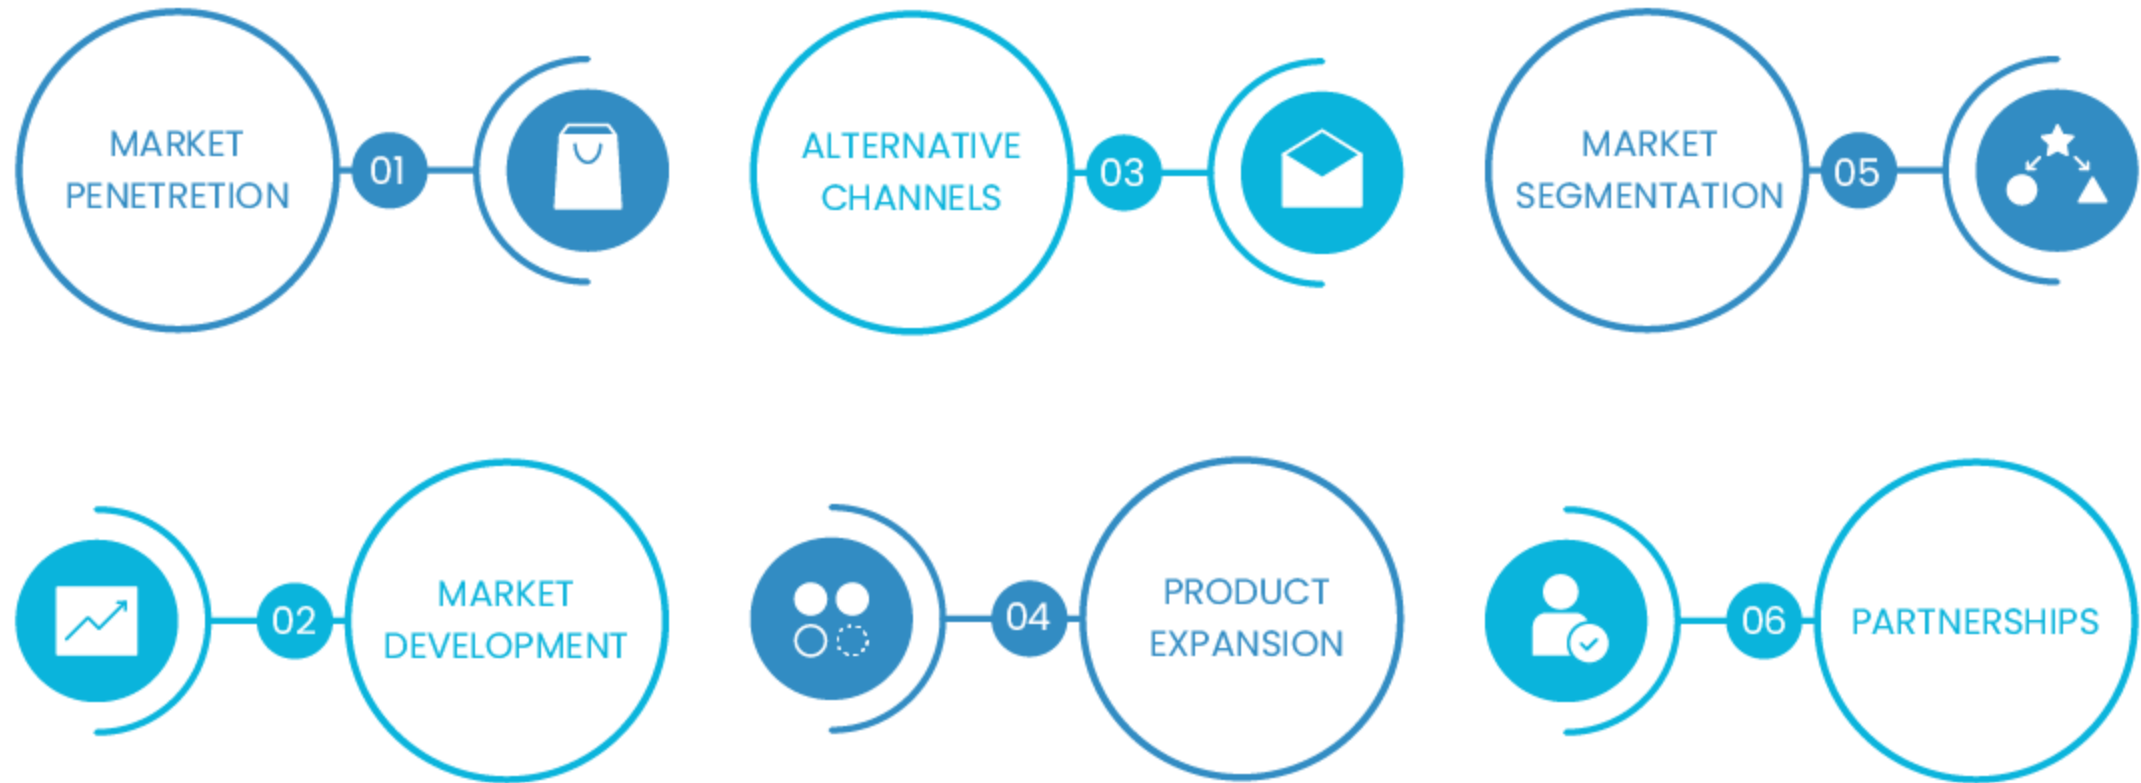 MARKET
PENETRETION
01
ALTERNATIVE
CHANNELS
03
MARKET
SEGMENTATION
05
02
MARKET
DEVELOPMENT
04
PRODUCT
EXPANSION
06
PARTNERSHIPS